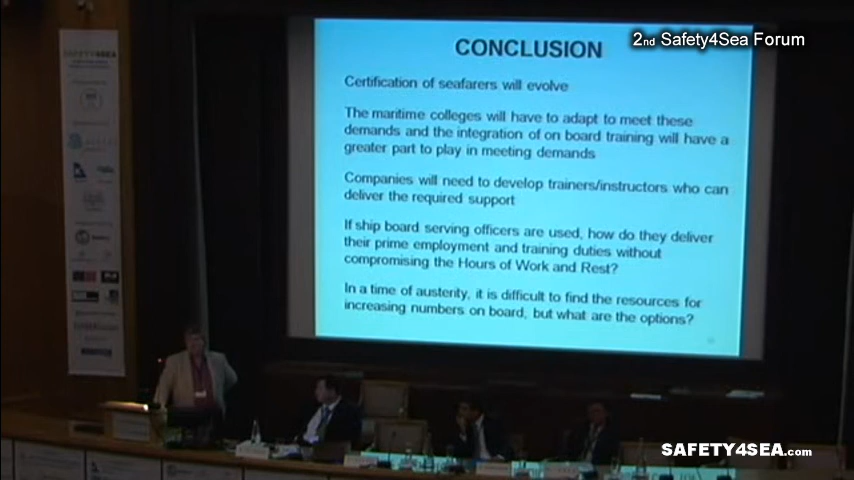 2nd Safety4Sea Forum
SAFETY4SEA
CONCLUSION
Certification of seafarers will evolve
The maritime colleges will have to adapt to meet these
demands and the integration of on board training will have a
greater part to play in meeting demands
Companies will need to develop trainers/instructors who can
deliver the required support
If ship board serving officers are used, how do they deliver
their prime employment and training duties without
compromising the Hours of Work and Rest?
In a time of austerity, it is difficult to find the resources for
increasing numbers on board, but what are the options?
SAFETY4SEA.com